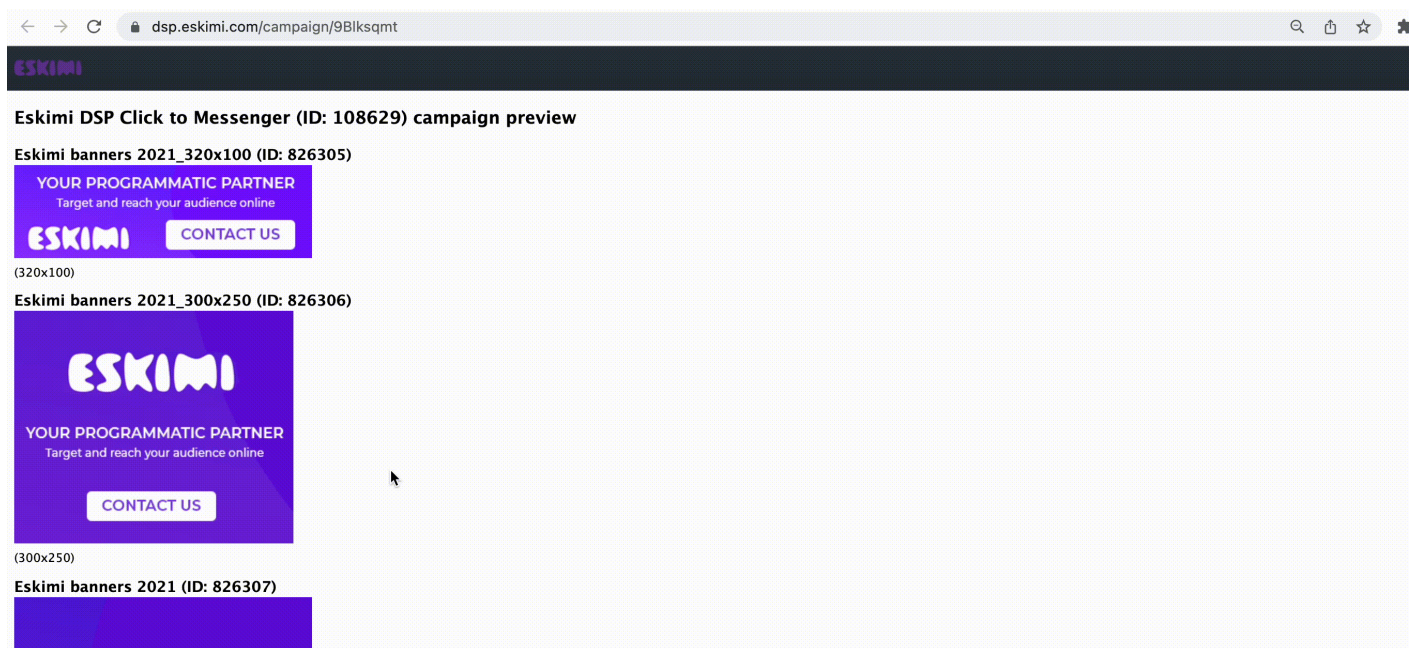 dsp.eskimi.com/campaign/9Blksqmt
ESKIMI
Eskimi DSP Click to Messenger (ID: 108629) campaign preview
Eskimi banners 2021_320x100 (ID: 826305)
YOUR PROGRAMMATIC PARTNER
Target and reach your audience online
ESKIMI CONTACT US
(320x100)
Eskimi banners 2021_300x250 (ID: 826306)
ESKIMI
YOUR PROGRAMMATIC PARTNER
Target and reach your audience online
CONTACT US
(300x250)
Eskimi banners 2021 (ID: 826307)